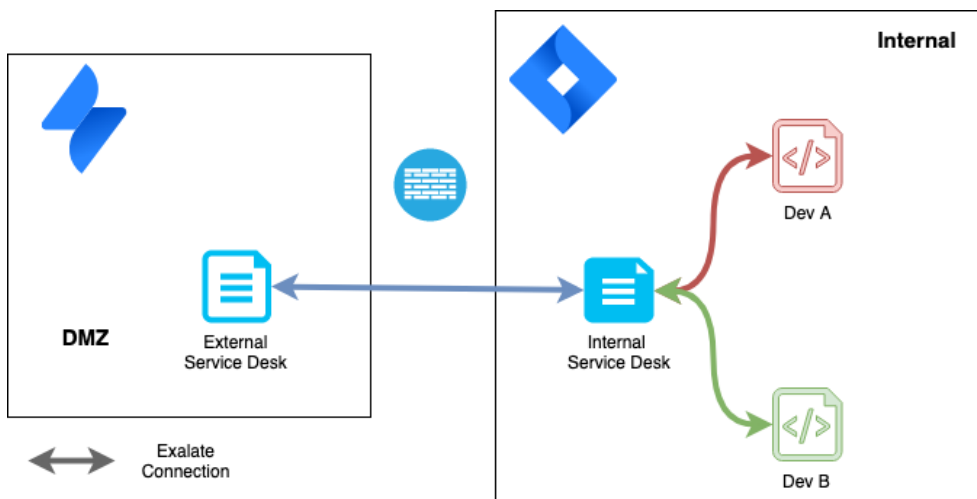 Internal
</>
Dev A
DMZ
External
Service Desk
Internal
Service Desk
</>
Dev B
Exalate
Connection